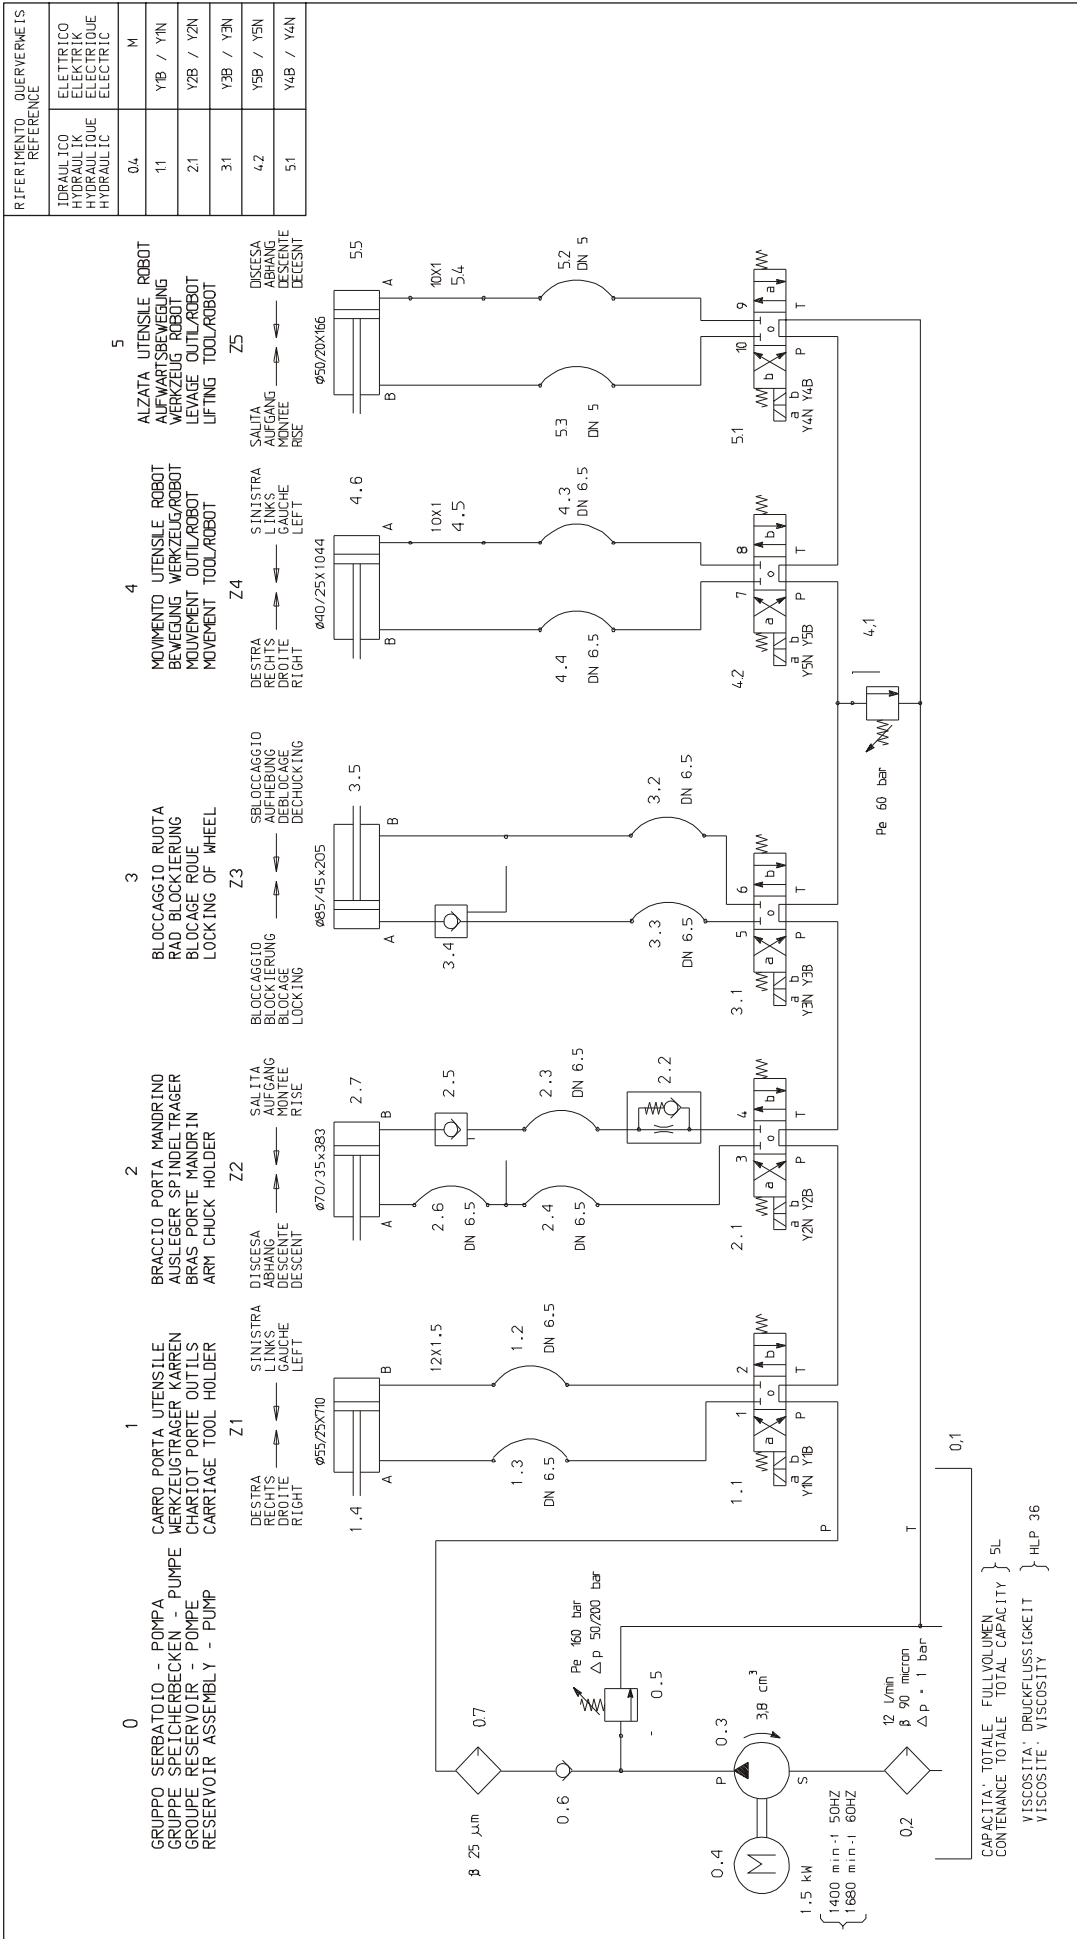 0
GRUPPO SERBATOIO - POMPA
GRUPPE SPEICHERBECKEN - PUMPE
GROUPE RESERVOIR - POMPE
RESERVOIR ASSEMBLY - PUMP
1
CARRO PORTA UTENSILE
WERKZEUGTRAGER KARREN
CHARIOT PORTE OUTILS
CARRIAGE TOOL HOLDER
Z1
DESTRA
RECHTS
DROITE
RIGHT
SINISTRA
LINKS
GAUCHE
LEFT
2
BRACCIO PORTA MANDRINO
AUSLEGER SPINDELTRAGER
BRAS PORTE MANDRIN
ARM CHUCK HOLDER
Z2
DISCESA
ABHANG
DESCENTE
DESCENT
SALITA
AUFGANG
MONTEE
RISE
3
BLOCCAGGIO RUOTA
RAD BLOCKIERUNG
BLOCAGE ROUE
LOCKING OF WHEEL
Z3
BLOCCAGGIO
BLOCKIERUNG
BLOCAGE
LOCKING
SBLOCCAGGIO
AUFHEBUNG
DEBLOCAGE
DECHUCKING
4
MOVIMENTO UTENSILE ROBOT
BEWEGUNG WERKZEUG/ROBOT
MOUVEMENT OUTIL/ROBOT
MOVEMENT TOOL/ROBOT
Z4
DESTRA
RECHTS
DROITE
RIGHT
SINISTRA
LINKS
GAUCHE
LEFT
5
ALZATA UTENSILE ROBOT
AUFWARTSBEWEGUNG
WERKZEUG ROBOT
LEVAGE OUTIL/ROBOT
LIFTING TOOL/ROBOT
Z5
SALITA
AUFGANG
MONTEE
RISE
DISCESA
ABHANG
DESCENTE
DECESNT
RIFERIMENTO QUERVERWEIS
REFERENCE
IDRAULICO
HYDRAULIK
HYDRAULIQUE
HYDRAULIC
ELETTRICO
ELEKTRIK
ELECTRIQUE
ELECTRIC
0.4 M
1.1 Y1B / Y1N
2.1 Y2B / Y2N
3.1 Y3B / Y3N
4.2 Y5B / Y5N
5.1 Y4B / Y4N
1.4
ø55/25X710
A B
12X1.5
1.3
DN 6.5
1.2
DN 6.5
1.1
1 2
a o b
a b
Y1N Y1B
P T
ø70/35x383
2.7
A B
2.6
DN 6.5
2.5
2.4
DN 6.5
2.3
DN 6.5
2.2
2.1
3 4
a o b
a b
Y2N Y2B
P T
ø85/45x205
3.5
A B
3.4
3.3
DN 6.5
3.2
DN 6.5
3.1
5 6
a o b
a b
Y3N Y3B
P T
ø40/25X1044
4.6
B A
10X1
4.5
4.4
DN 6.5
4.3
DN 6.5
4.2
7 8
a o b
a b
Y5N Y5B
P T
ø50/20X166
5.5
B A
10X1
5.4
5.3
DN 5
5.2
DN 5
5.1
10 9
b o a
a b
Y4N Y4B
P T
4,1
Pe 60 bar
β 25 µm
0.7
0.6
Pe 160 bar
Δp 50/200 bar
0.5
0.4
M
1.5 kW
1400 min-1 50HZ
1680 min-1 60HZ
P
0.3
3,8 cm³
S
0,2
12 l/min
β 90 micron
Δp = 1 bar
P
T
0,1
CAPACITA' TOTALE FULLVOLUMEN
CONTENANCE TOTALE TOTAL CAPACITY
5L
VISCOSITA' DRUCKFLUSSIGKEIT
VISCOSITE' VISCOSITY
HLP 36